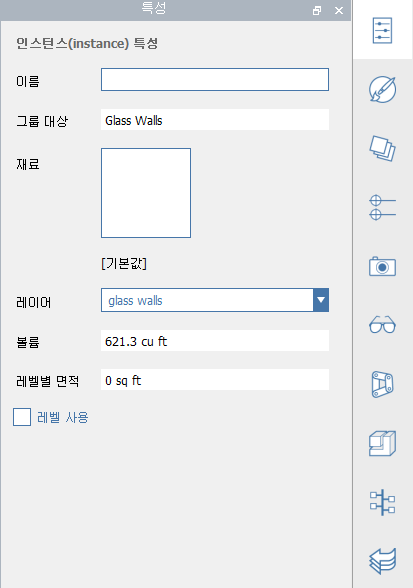 특성
인스턴스(instance) 특성
이름
그룹 대상 Glass Walls
재료
[기본값]
레이어 glass walls
볼륨 621.3 cu ft
레벨별 면적 0 sq ft
레벨 사용